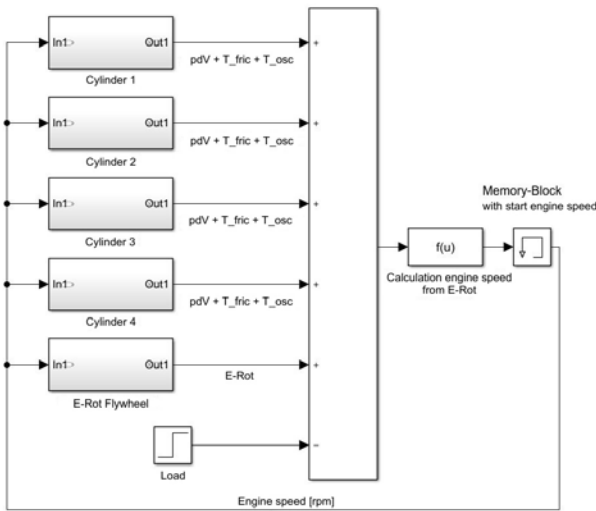 In1 Out1
Cylinder 1
pdV + T_fric + T_osc
+
In1 Out1
Cylinder 2
pdV + T_fric + T_osc
+
In1 Out1
Cylinder 3
pdV + T_fric + T_osc
+
In1 Out1
Cylinder 4
pdV + T_fric + T_osc
+
In1 Out1
E-Rot Flywheel
E-Rot
+
Load
−
f(u)
Calculation engine speed
from E-Rot
Memory-Block
with start engine speed
Engine speed [rpm]